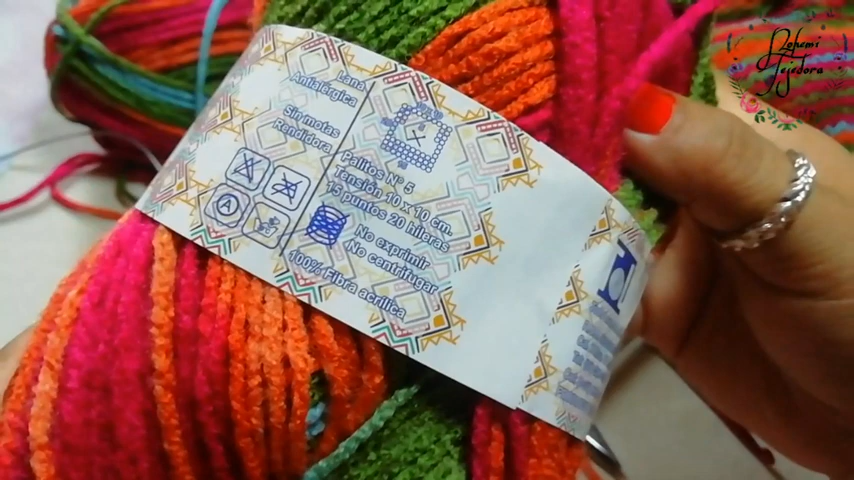 Lana
Antialérgica
Sin motas
Rendidora
A
Palitos N° 5
Tensión 10 x 10 cm.
15 puntos 20 hileras
No exprimir
No centrifugar
100% Fibra acrílica
Bohemi
Tejedora